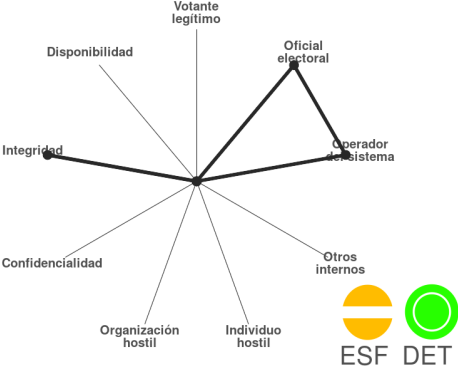 Votante
legítimo
Oficial
electoral
Disponibilidad
Integridad
Operador
del sistema
Confidencialidad
Otros
internos
Organización
hostil
Individuo
hostil
ESF DET